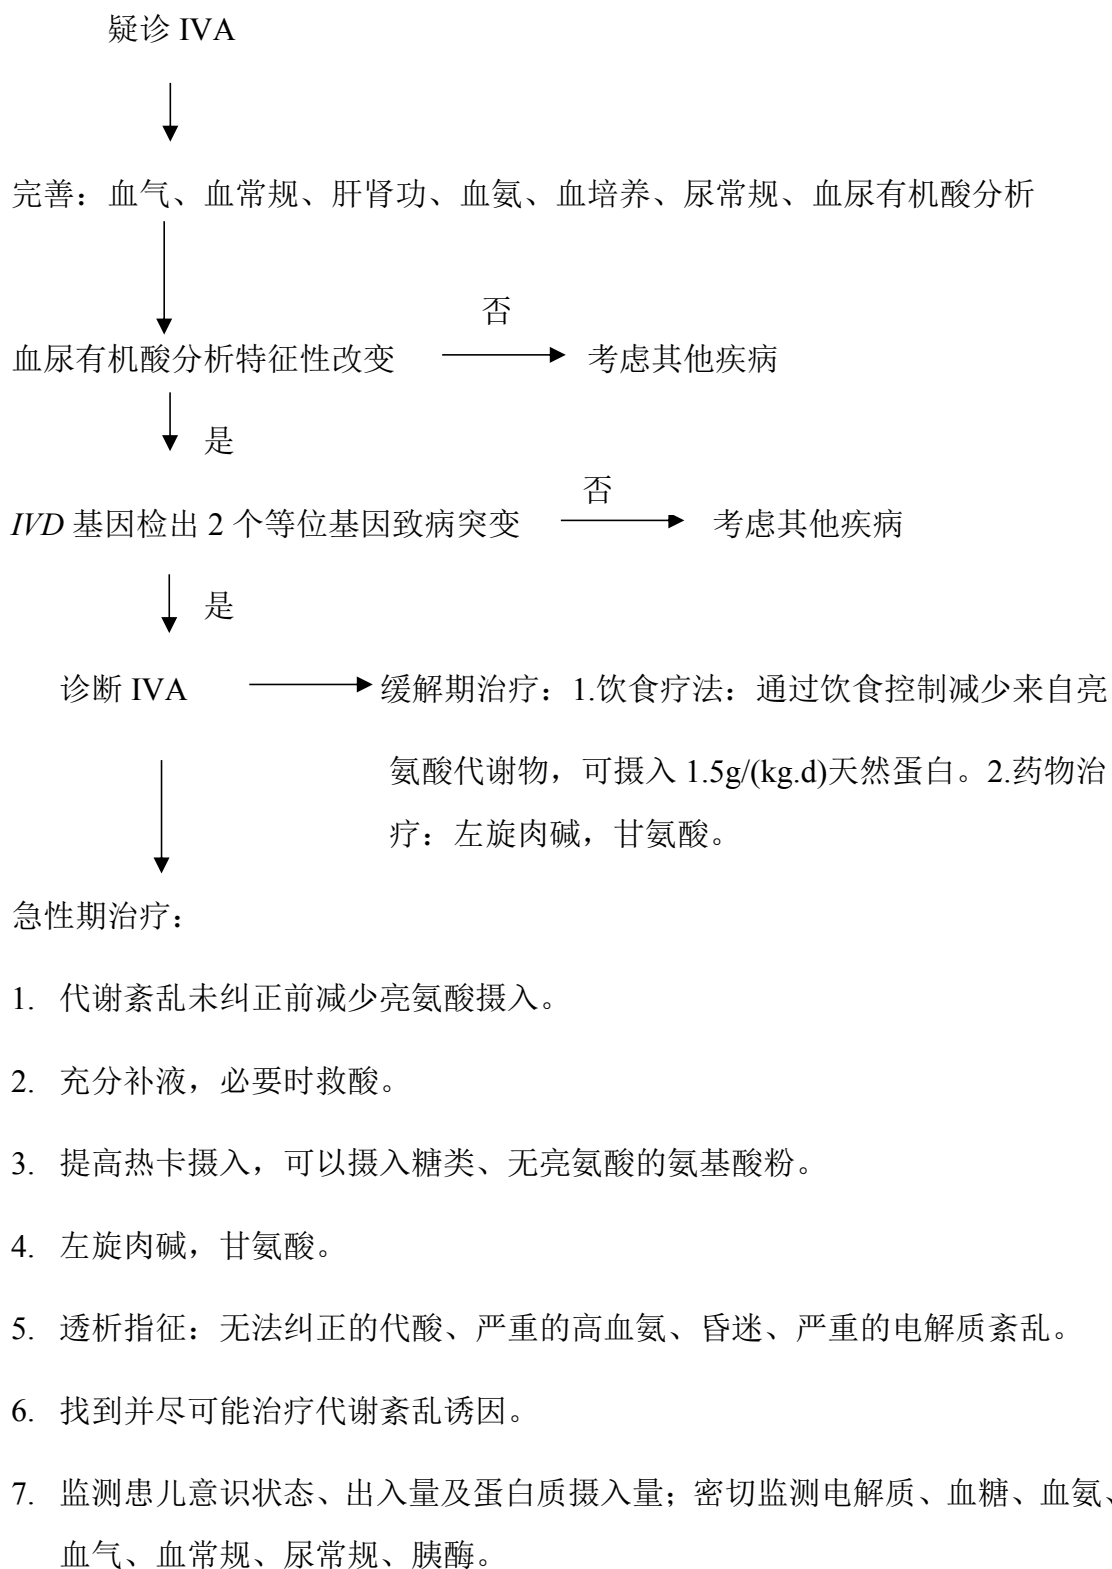 疑诊 IVA
完善：血气、血常规、肝肾功、血氨、血培养、尿常规、血尿有机酸分析
否
血尿有机酸分析特征性改变 考虑其他疾病
是
否
IVD 基因检出 2 个等位基因致病突变 考虑其他疾病
是
诊断 IVA 缓解期治疗：1.饮食疗法：通过饮食控制减少来自亮
氨酸代谢物，可摄入 1.5g/(kg.d)天然蛋白。2.药物治
疗：左旋肉碱，甘氨酸。
急性期治疗：
1. 代谢紊乱未纠正前减少亮氨酸摄入。
2. 充分补液，必要时救酸。
3. 提高热卡摄入，可以摄入糖类、无亮氨酸的氨基酸粉。
4. 左旋肉碱，甘氨酸。
5. 透析指征：无法纠正的代酸、严重的高血氨、昏迷、严重的电解质紊乱。
6. 找到并尽可能治疗代谢紊乱诱因。
7. 监测患儿意识状态、出入量及蛋白质摄入量；密切监测电解质、血糖、血氨、
血气、血常规、尿常规、胰酶。